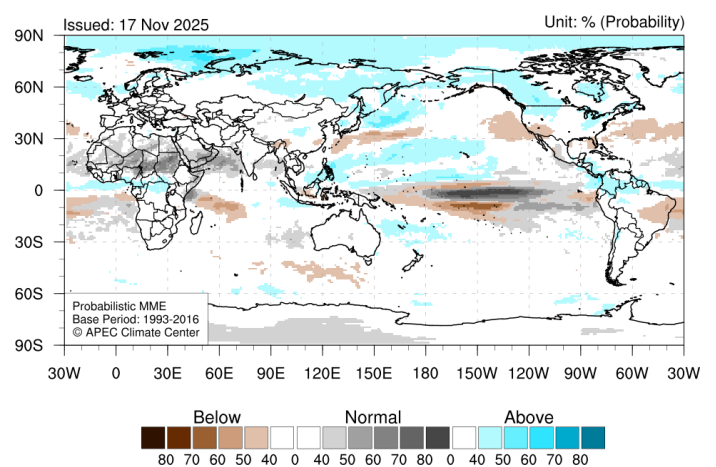 Issued: 17 Nov 2025
Unit: % (Probability)
90N
60N
30N
0
30S
60S
90S
Probabilistic MME
Base Period: 1993-2016
© APEC Climate Center
30W 0 30E 60E 90E 120E 150E 180 150W 120W 90W 60W 30W
Below Normal Above
80 70 60 50 40 0 40 50 60 70 80 0 40 50 60 70 80